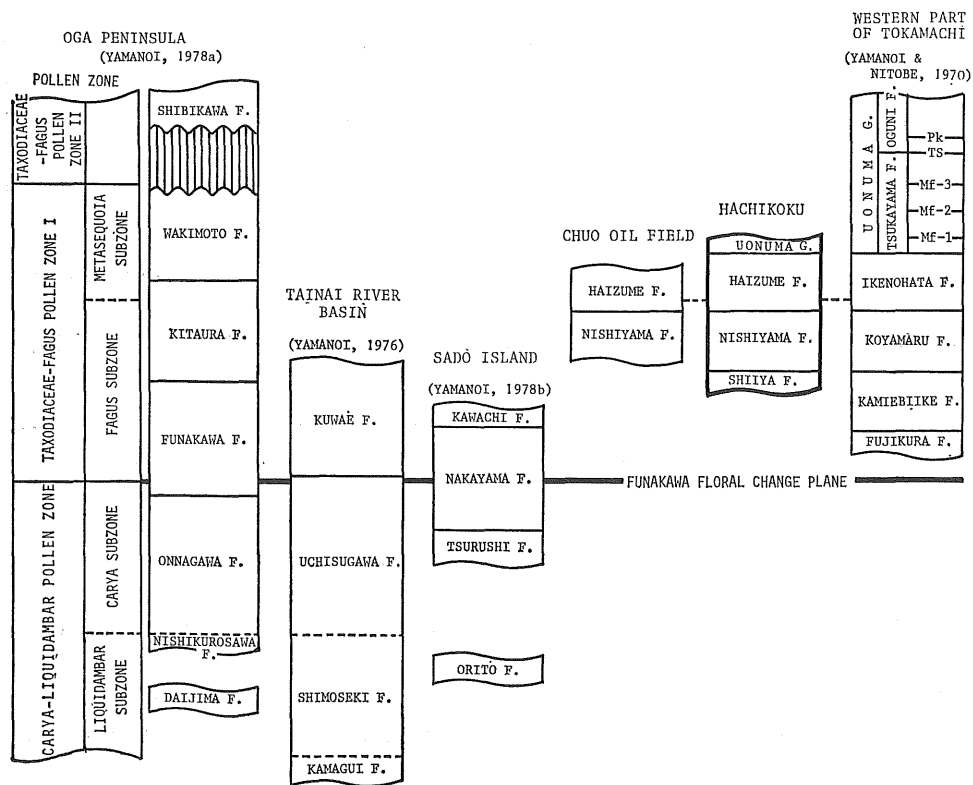 OGA PENINSULA
(YAMANOI, 1978a)
POLLEN ZONE
TAXODIACEAE
-FAGUS
POLLEN
ZONE II
TAXODIACEAE-FAGUS POLLEN ZONE I
METASEQUOIA
SUBZONE
FAGUS SUBZONE
CARYA-LIQUIDAMBAR POLLEN ZONE
CARYA SUBZONE
LIQUIDAMBAR
SUBZONE
SHIBIKAWA F.
WAKIMOTO F.
KITAURA F.
FUNAKAWA F.
ONNAGAWA F.
NISHIKUROSAWA
F.
DAIJIMA F.
TAINAI RIVER
BASIN
(YAMANOI, 1976)
KUWAE F.
UCHISUGAWA F.
SHIMOSEKI F.
KAMAGUI F.
SADO ISLAND
(YAMANOI, 1978b)
KAWACHI F.
NAKAYAMA F.
TSURUSHI F.
ORITO F.
CHUO OIL FIELD
HAIZUME F.
NISHIYAMA F.
HACHIKOKU
UONUMA G.
HAIZUME F.
NISHIYAMA F.
SHIIYA F.
WESTERN PART
OF TOKAMACHI
(YAMANOI &
NITOBE, 1970)
UONUMA G.
OGUNI F.
TSUKAYAMA F.
Pk
TS
Mf-3
Mf-2
Mf-1
IKENOHATA F.
KOYAMARU F.
KAMIEBIIKE F.
FUJIKURA F.
FUNAKAWA FLORAL CHANGE PLANE